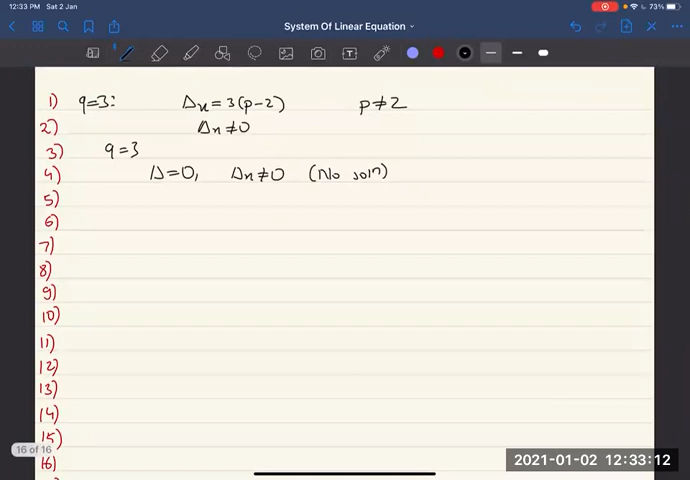 12:33 PM Sat 2 Jan
73%
System Of Linear Equation
1) q=3: Δx = 3(p-2) p≠2
2) Δx ≠0
3) q=3
4) Δ=0, Δx ≠0 (No soln)
5)
6)
7)
8)
9)
10)
11)
12)
13)
14)
15)
16 of 16
16)
2021-01-02 12:33:12